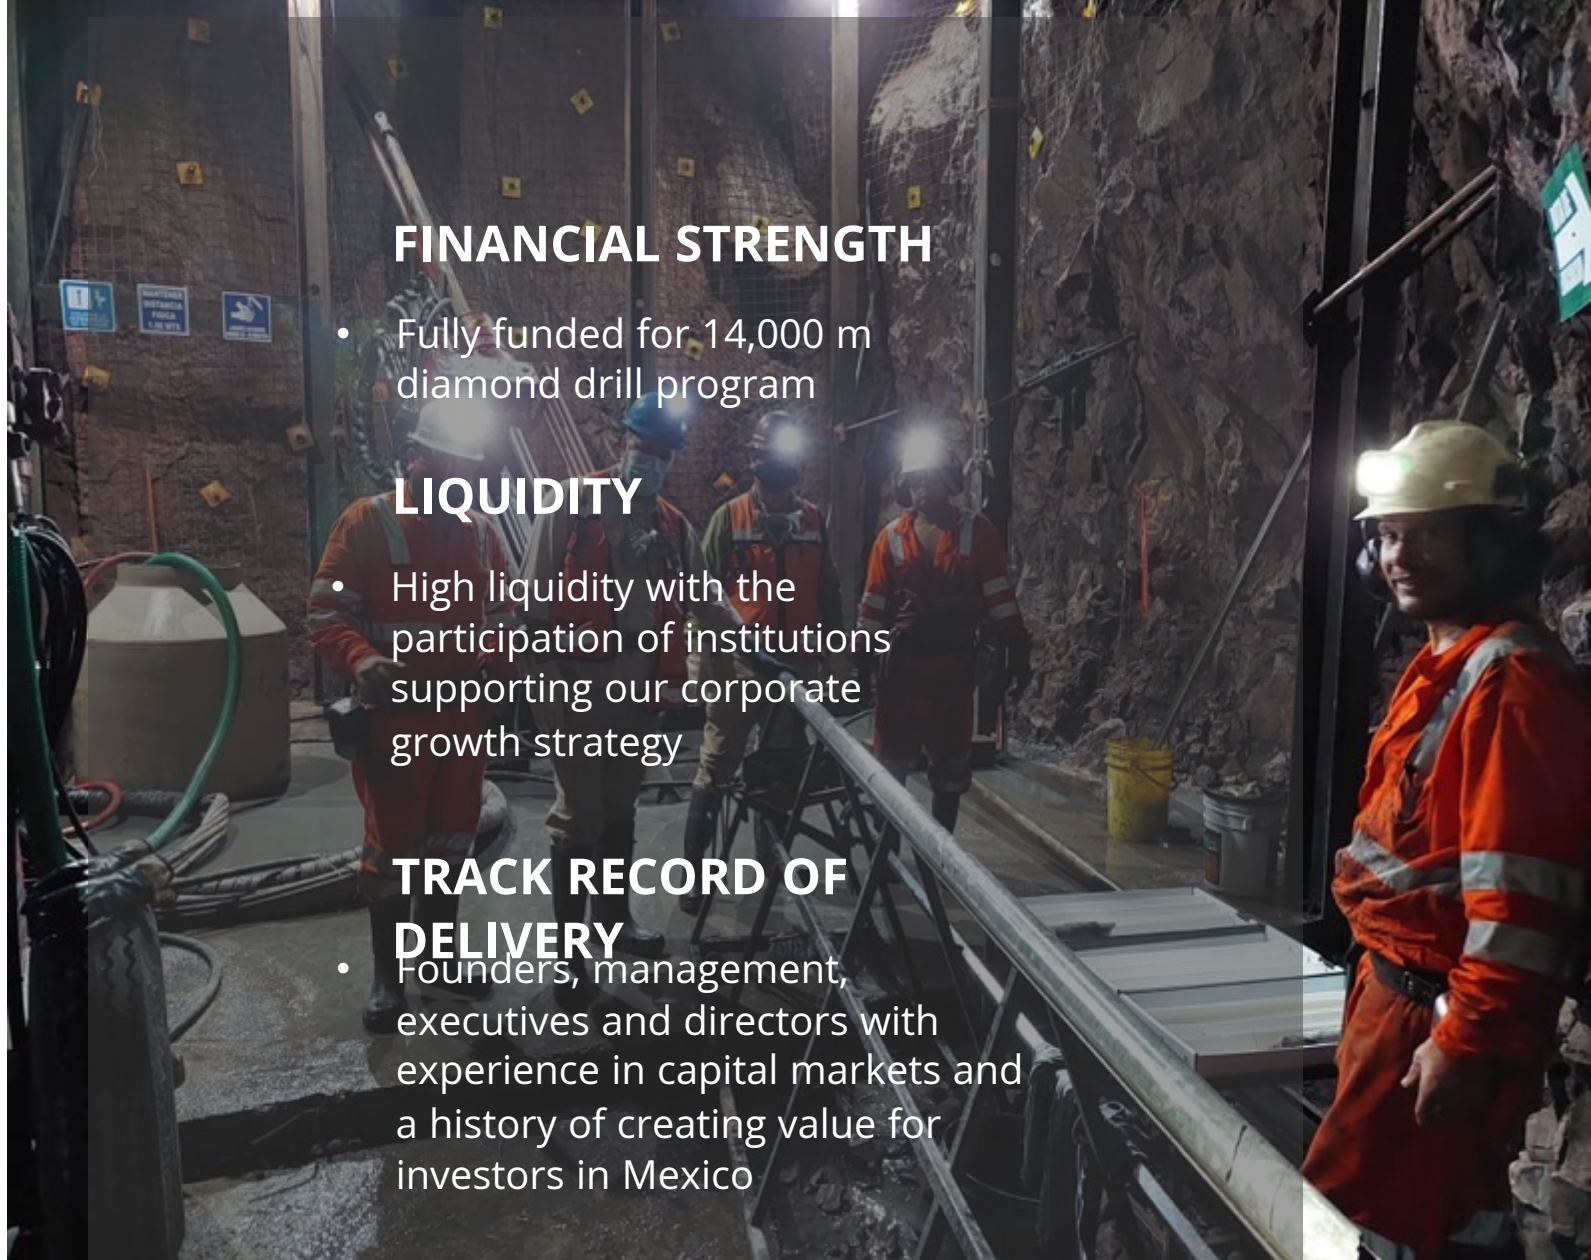 FINANCIAL STRENGTH
• Fully funded for 14,000 m
diamond drill program
LIQUIDITY
• High liquidity with the
participation of institutions
supporting our corporate
growth strategy
TRACK RECORD OF
DELIVERY
• Founders, management,
executives and directors with
experience in capital markets and
a history of creating value for
investors in Mexico
MANTENER
DISTANCIA